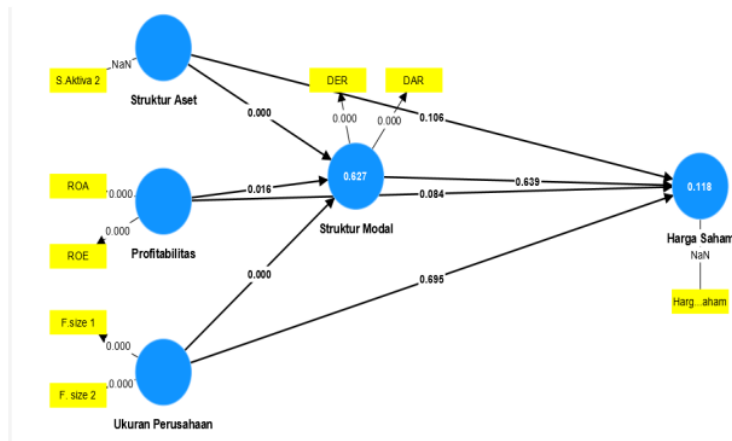 S.Aktiva 2
NaN
Struktur Aset
DER
DAR
0.000
0.000
0.000
0.106
ROA
0.000
0.016
0.627
0.639
0.084
0.118
ROE
0.000
Profitabilitas
Struktur Modal
Harga Saham
NaN
0.000
0.695
Harg...aham
F.size 1
0.000
F. size 2
0.000
Ukuran Perusahaan